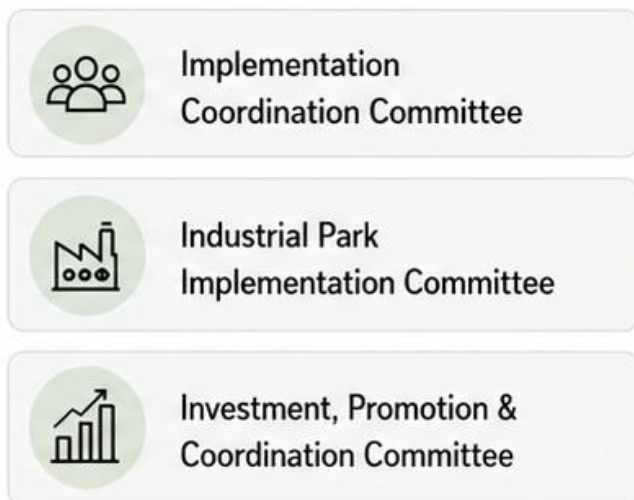 Implementation
Coordination Committee
Industrial Park
Implementation Committee
Investment, Promotion &
Coordination Committee